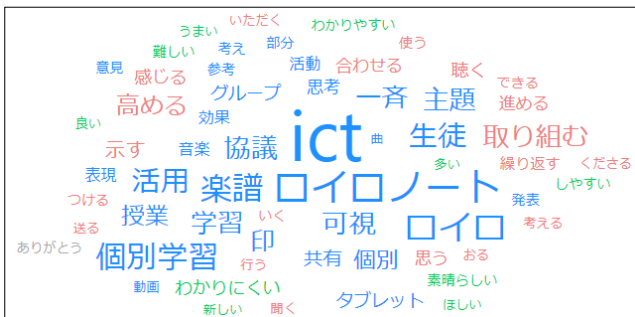 いただく
うまい
わかりやすい
難しい
考え
部分
使う
意見
感じる
参考
活動
合わせる
聴く
できる
高める
グループ
思考
一斉
主題
進める
良い
効果
ict
曲
生徒
取り組む
示す
音楽
協議
多い
繰り返す
くださる
表現
活用
楽譜
ロイロノート
発表
しやすい
つける
授業
学習
いく
可視
ロイロ
考える
送る
印
ありがとう
個別学習
行う
共有
個別
思う
おる
動画
わかりにくい
タブレット
素晴らしい
新しい
聞く
ほしい